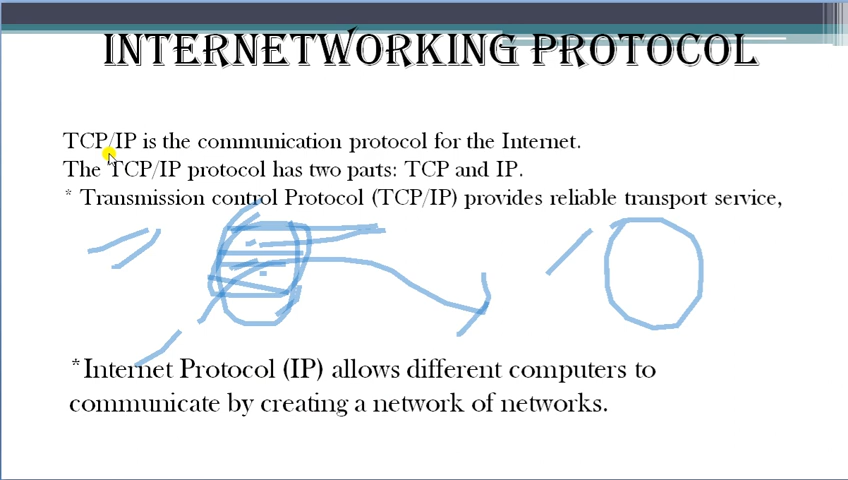 INTERNETWORKING PROTOCOL
TCP/IP is the communication protocol for the Internet.
The TCP/IP protocol has two parts: TCP and IP.
* Transmission control Protocol (TCP/IP) provides reliable transport service,
*Internet Protocol (IP) allows different computers to
communicate by creating a network of networks.